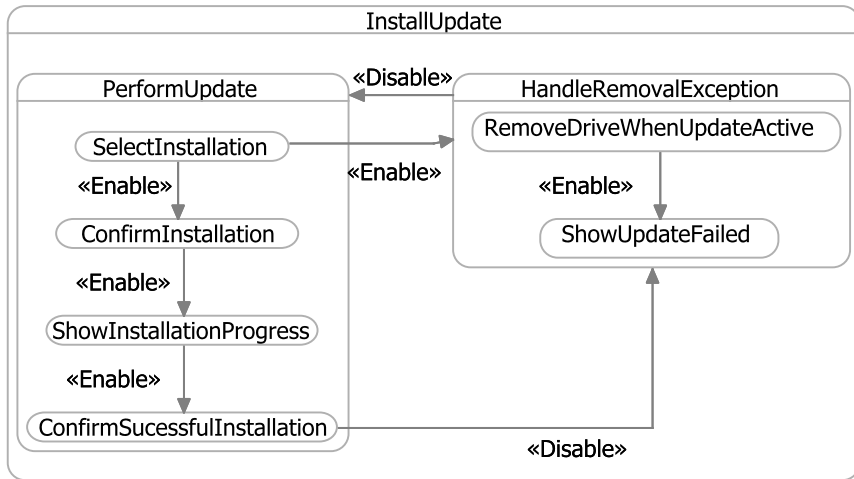 InstallUpdate
PerformUpdate
«Disable»
HandleRemovalException
SelectInstallation
RemoveDriveWhenUpdateActive
«Enable»
«Enable»
«Enable»
ConfirmInstallation
ShowUpdateFailed
«Enable»
ShowInstallationProgress
«Enable»
ConfirmSucessfulInstallation
«Disable»